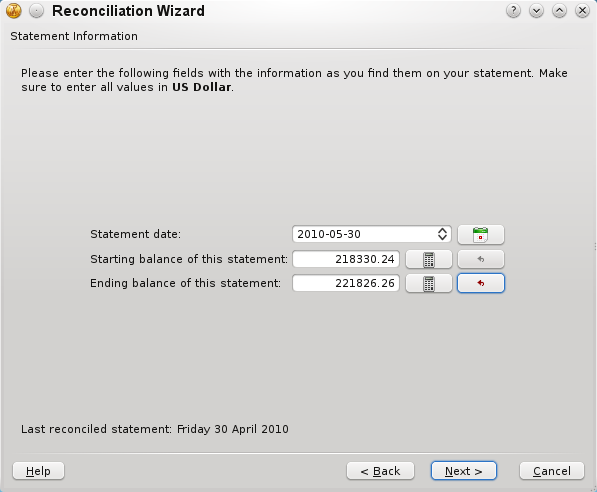 Reconciliation Wizard
Statement Information
Please enter the following fields with the information as you find them on your statement. Make
sure to enter all values in US Dollar.
Statement date: 2010-05-30
Starting balance of this statement: 218330.24
Ending balance of this statement: 221826.26
Last reconciled statement: Friday 30 April 2010
Help < Back Next > Cancel